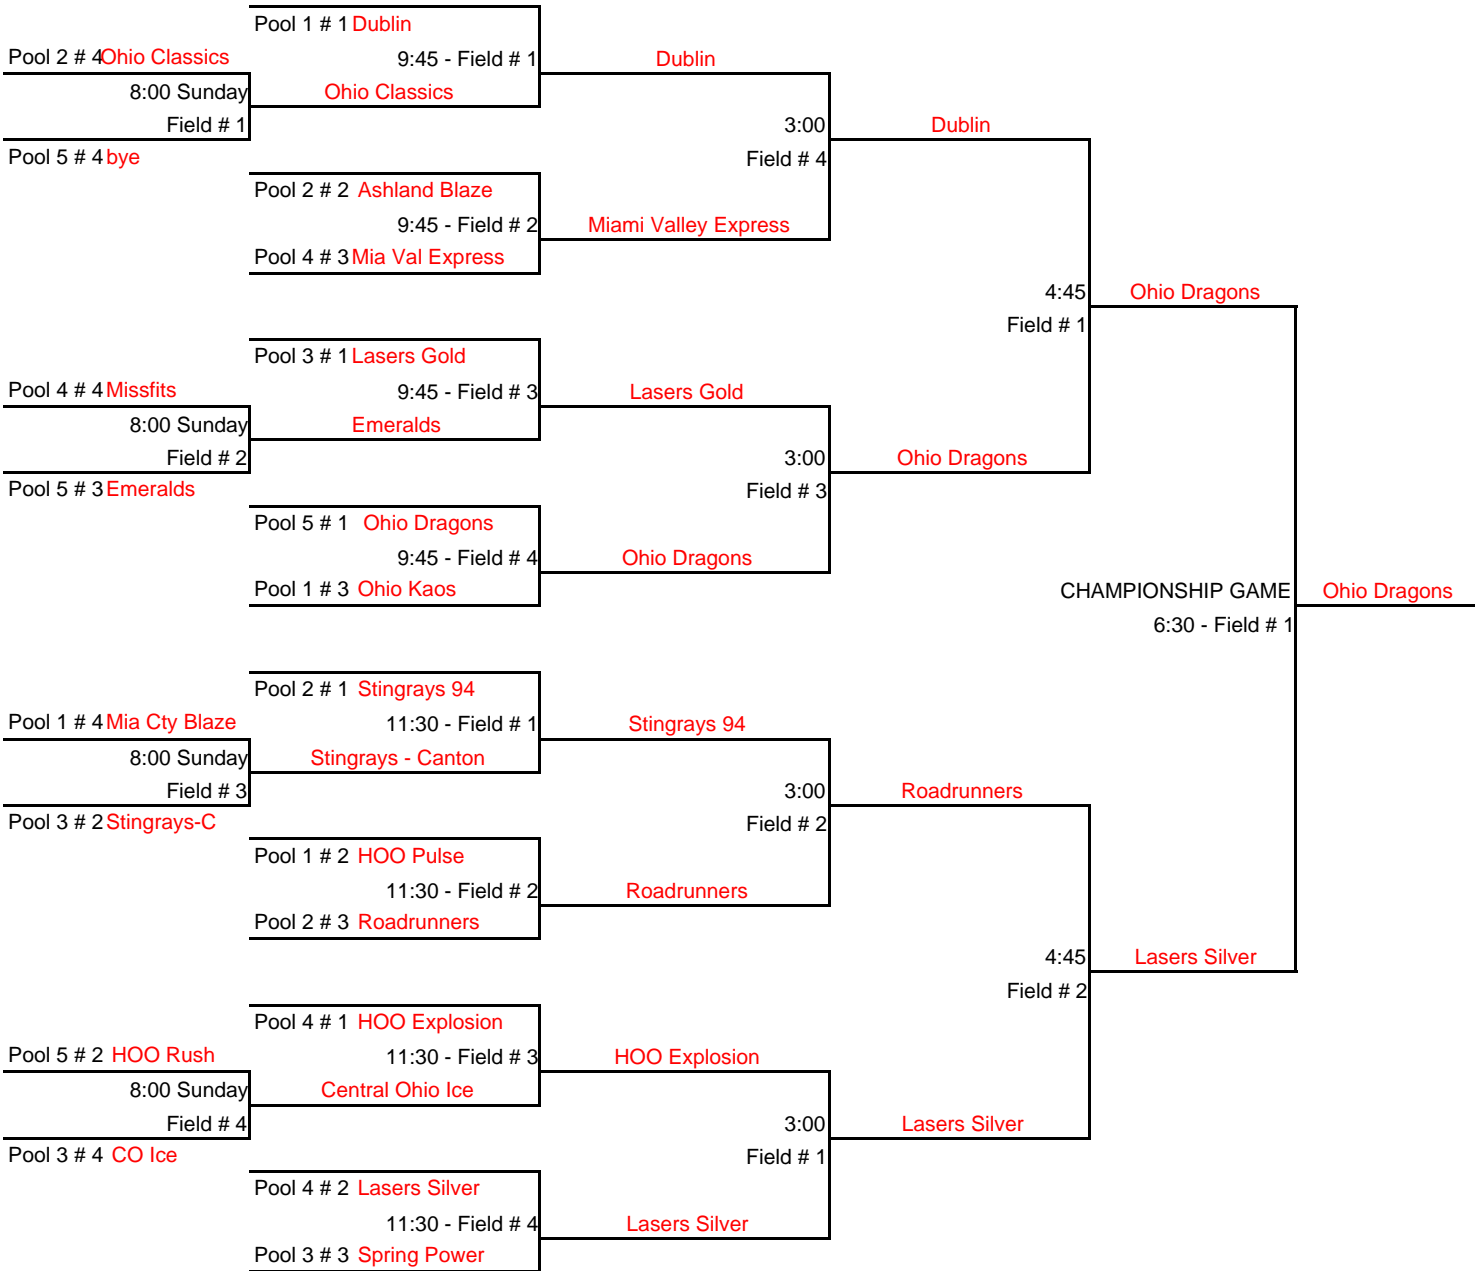 Pool 1 # 1 Dublin
Pool 2 # 4 Ohio Classics
9:45 - Field # 1
Dublin
8:00 Sunday
Ohio Classics
Field # 1
3:00
Dublin
Pool 5 # 4 bye
Field # 4
Pool 2 # 2 Ashland Blaze
9:45 - Field # 2
Miami Valley Express
Pool 4 # 3 Mia Val Express
4:45
Ohio Dragons
Field # 1
Pool 3 # 1 Lasers Gold
Pool 4 # 4 Missfits
9:45 - Field # 3
Lasers Gold
8:00 Sunday
Emeralds
Field # 2
3:00
Ohio Dragons
Pool 5 # 3 Emeralds
Field # 3
Pool 5 # 1 Ohio Dragons
9:45 - Field # 4
Ohio Dragons
Pool 1 # 3 Ohio Kaos
CHAMPIONSHIP GAME
Ohio Dragons
6:30 - Field # 1
Pool 2 # 1 Stingrays 94
Pool 1 # 4 Mia Cty Blaze
11:30 - Field # 1
Stingrays 94
8:00 Sunday
Stingrays - Canton
Field # 3
3:00
Roadrunners
Pool 3 # 2 Stingrays-C
Field # 2
Pool 1 # 2 HOO Pulse
11:30 - Field # 2
Roadrunners
Pool 2 # 3 Roadrunners
4:45
Lasers Silver
Field # 2
Pool 4 # 1 HOO Explosion
Pool 5 # 2 HOO Rush
11:30 - Field # 3
HOO Explosion
8:00 Sunday
Central Ohio Ice
Field # 4
3:00
Lasers Silver
Pool 3 # 4 CO Ice
Field # 1
Pool 4 # 2 Lasers Silver
11:30 - Field # 4
Lasers Silver
Pool 3 # 3 Spring Power